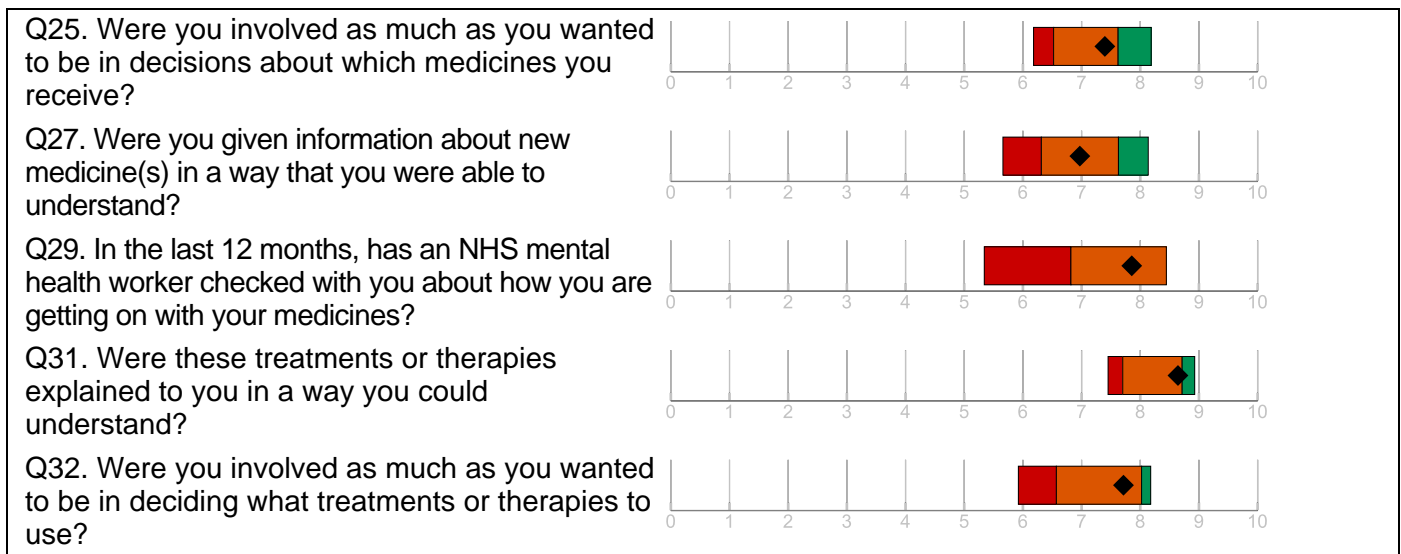 Q25. Were you involved as much as you wanted
to be in decisions about which medicines you
receive?
0 1 2 3 4 5 6 7 8 9 10
Q27. Were you given information about new
medicine(s) in a way that you were able to
understand?
0 1 2 3 4 5 6 7 8 9 10
Q29. In the last 12 months, has an NHS mental
health worker checked with you about how you are
getting on with your medicines?
0 1 2 3 4 5 6 7 8 9 10
Q31. Were these treatments or therapies
explained to you in a way you could
understand?
0 1 2 3 4 5 6 7 8 9 10
Q32. Were you involved as much as you wanted
to be in deciding what treatments or therapies to
use?
0 1 2 3 4 5 6 7 8 9 10